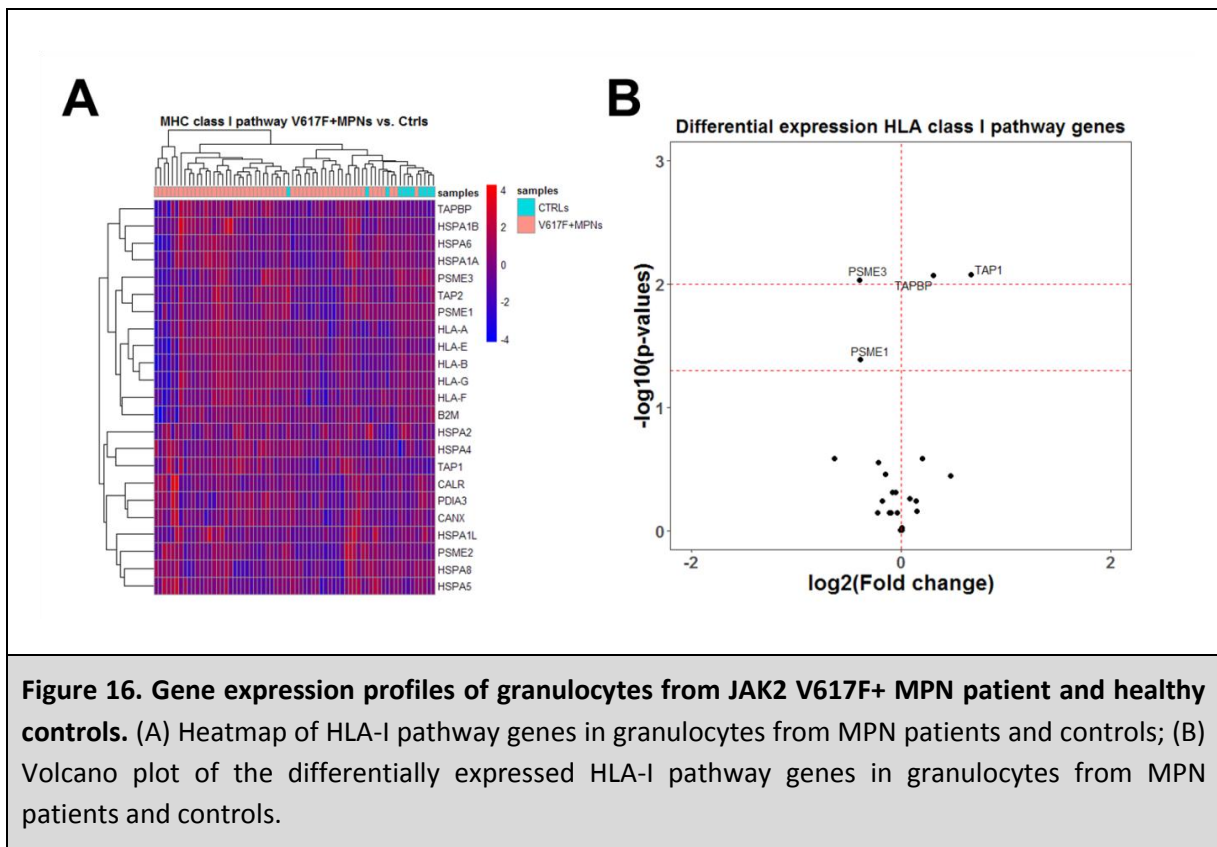 A
MHC class I pathway V617F+MPNs vs. Ctrls
samples
TAPBP
HSPA1B
HSPA6
HSPA1A
PSME3
TAP2
PSME1
HLA-A
HLA-E
HLA-B
HLA-G
HLA-F
B2M
HSPA2
HSPA4
TAP1
CALR
PDIA3
CANX
HSPA1L
PSME2
HSPA8
HSPA5
4
2
0
-2
-4
samples
CTRLs
V617F+MPNs
B
Differential expression HLA class I pathway genes
-log10(p-values)
3
2
1
0
PSME3
TAPBP
TAP1
PSME1
-2
0
2
log2(Fold change)
Figure 16. Gene expression profiles of granulocytes from JAK2 V617F+ MPN patient and healthy
controls. (A) Heatmap of HLA-I pathway genes in granulocytes from MPN patients and controls; (B)
Volcano plot of the differentially expressed HLA-I pathway genes in granulocytes from MPN
patients and controls.